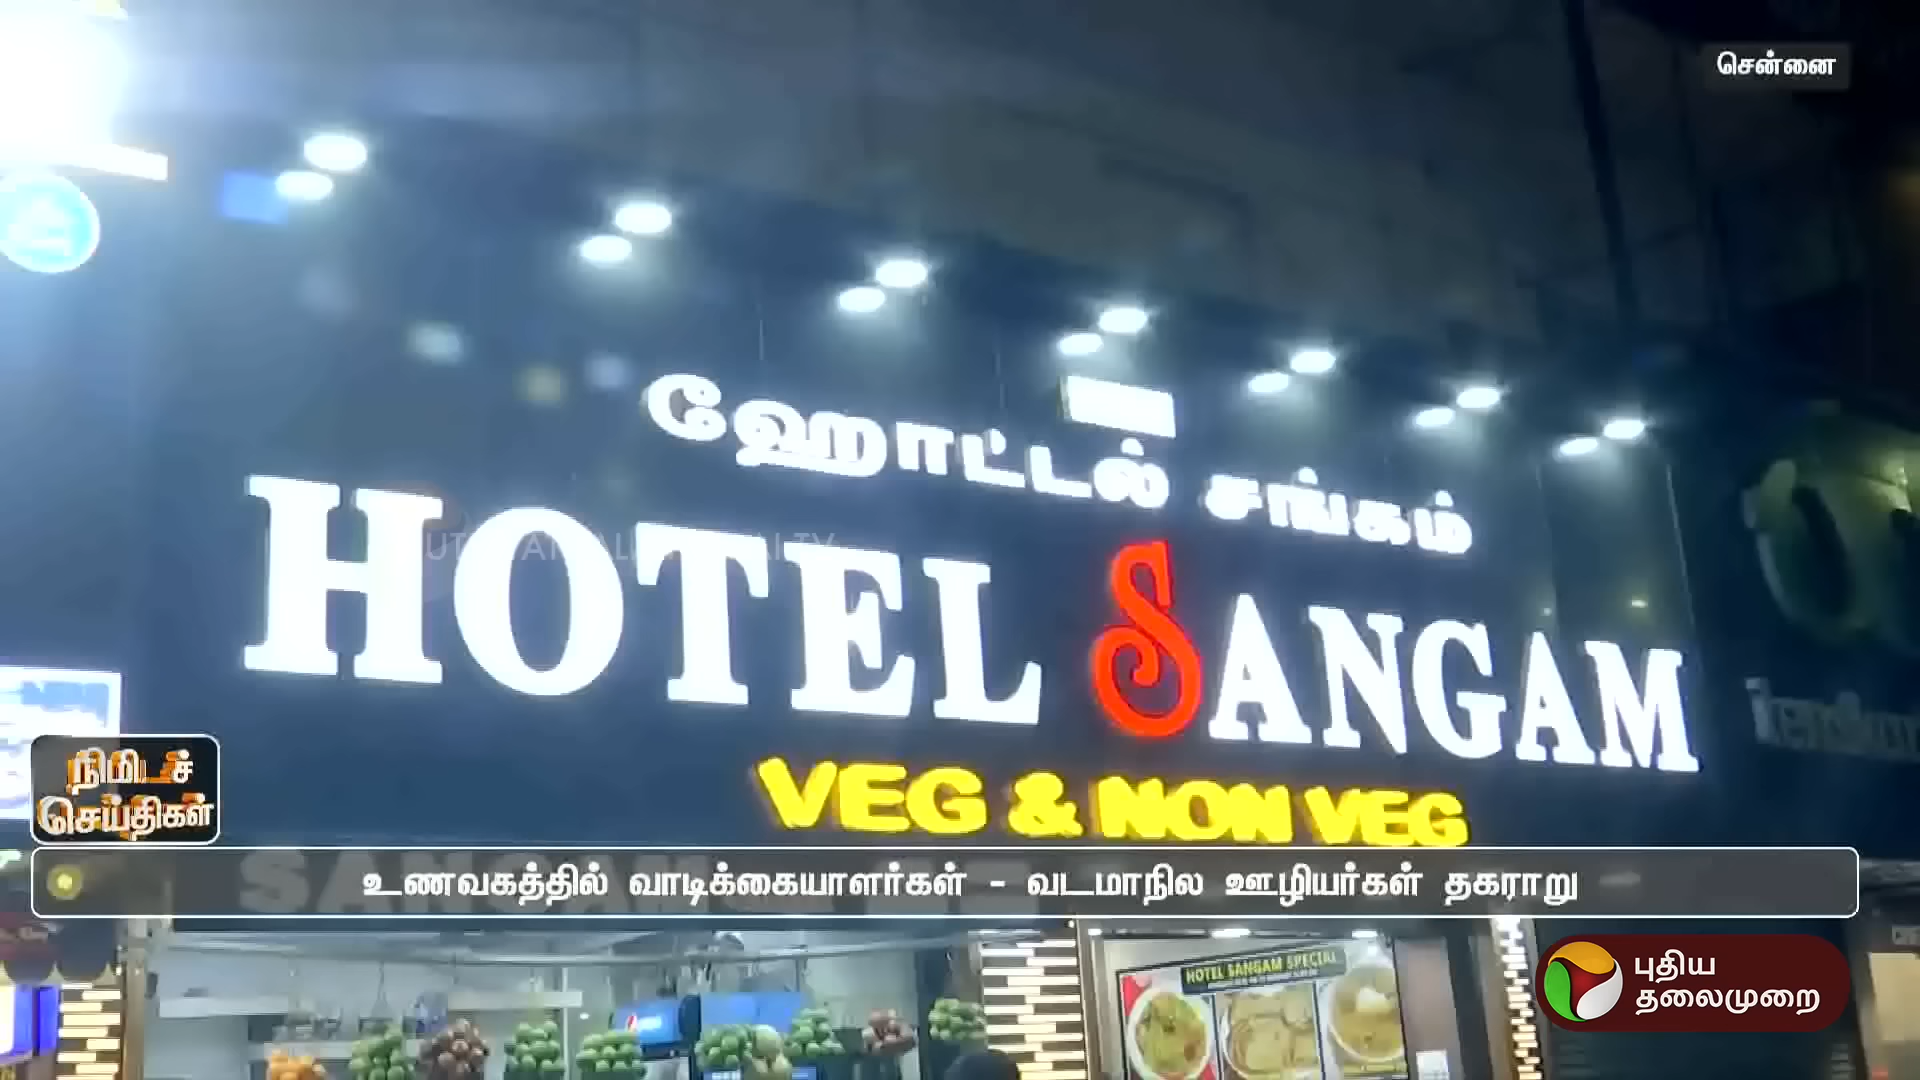 சென்னை
ஹோட்டல் சங்கம்
HOTEL SANGAM
VEG & NON VEG
நிமிடச்
செய்திகள்
உணவகத்தில் வாடிக்கையாளர்கள் - வடமாநில ஊழியர்கள் தகராறு
HOTEL SANGAM SPECIAL
புதிய
தலைமுறை